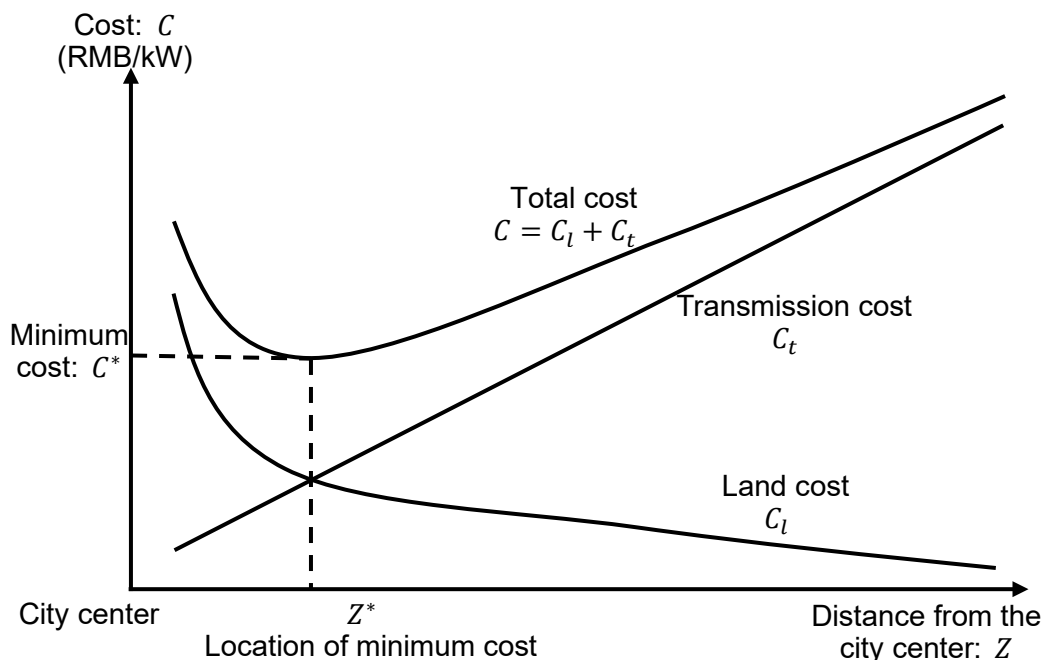 Cost: C
(RMB/kW)
Total cost
C = C_l + C_t
Transmission cost
C_t
Minimum
cost: C*
Land cost
C_l
City center
Z*
Location of minimum cost
Distance from the
city center: Z